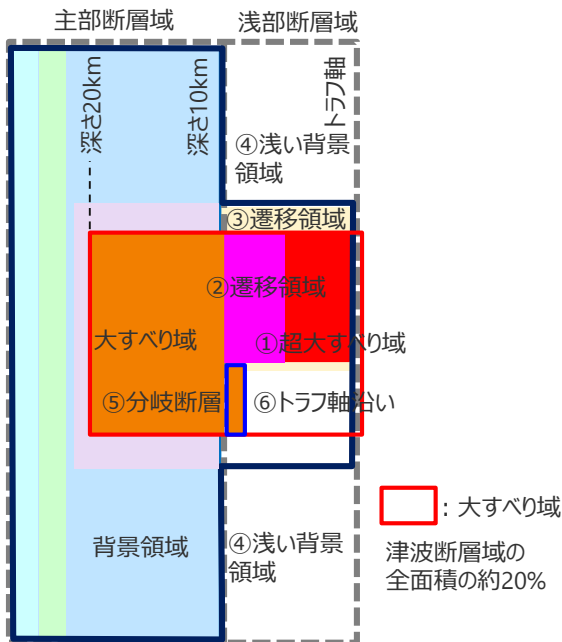 主部断層域
浅部断層域
深さ20km
深さ10km
トラフ軸
④浅い背景
領域
③遷移領域
②遷移領域
大すべり域
①超大すべり域
⑤分岐断層
⑥トラフ軸沿い
：大すべり域
背景領域
④浅い背景
領域
津波断層域の
全面積の約20%